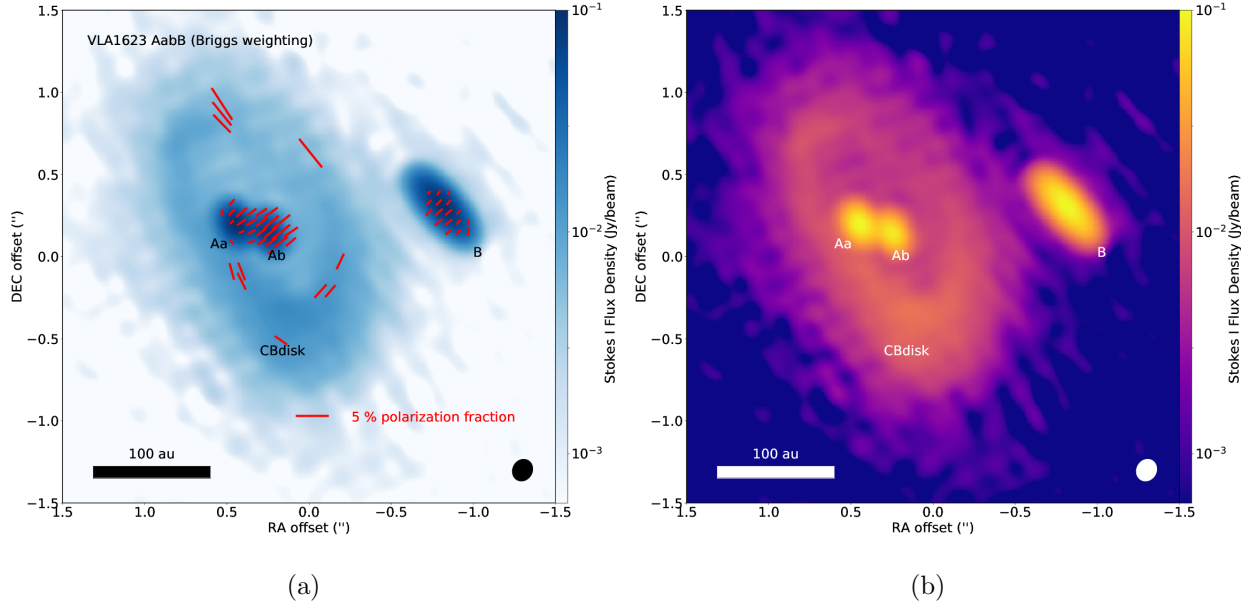 VLA1623 AabB (Briggs weighting)
Aa
Ab
B
CBdisk
5 % polarization fraction
100 au
1.5
1.0
0.5
0.0
−0.5
−1.0
−1.5
DEC offset ('')
1.5
1.0
0.5
0.0
−0.5
−1.0
−1.5
RA offset ('')
10⁻¹
10⁻²
10⁻³
Stokes I Flux Density (Jy/beam)
(a)
Aa
Ab
B
CBdisk
100 au
1.5
1.0
0.5
0.0
−0.5
−1.0
−1.5
DEC offset ('')
1.5
1.0
0.5
0.0
−0.5
−1.0
−1.5
RA offset ('')
10⁻¹
10⁻²
10⁻³
Stokes I Flux Density (Jy/beam)
(b)